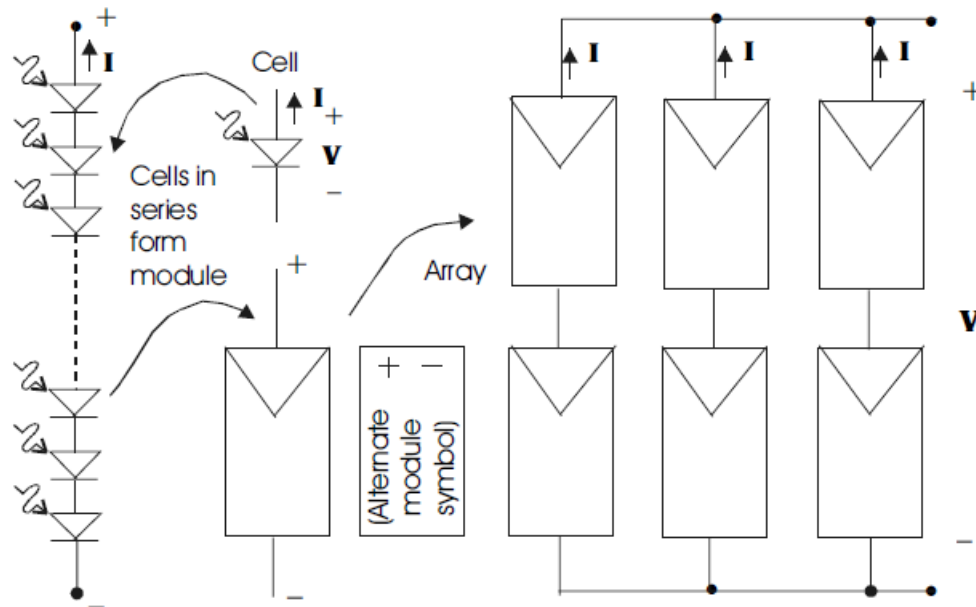 +
I
Cell
I
+
V
−
Cells in
series
form
module
+
−
−
Array
+ −
(Alternate
module
symbol)
I
I
I
+
V
−